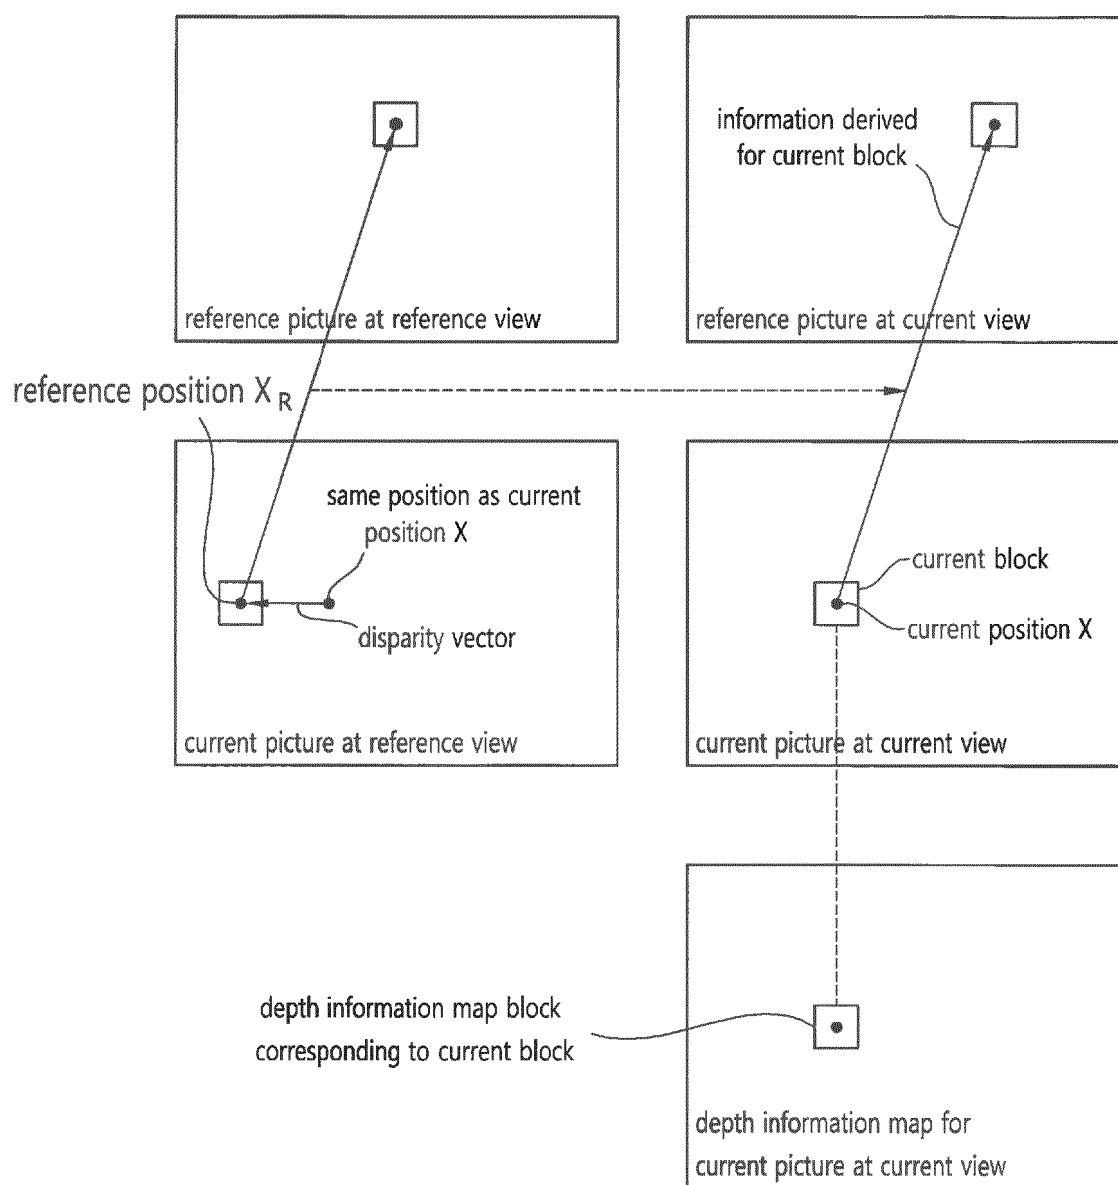 information derived
for current block
reference picture at reference view
reference picture at current view
reference position X R
same position as current
position X
current block
current position X
disparity vector
current picture at reference view
current picture at current view
depth information map block
corresponding to current block
depth information map for
current picture at current view